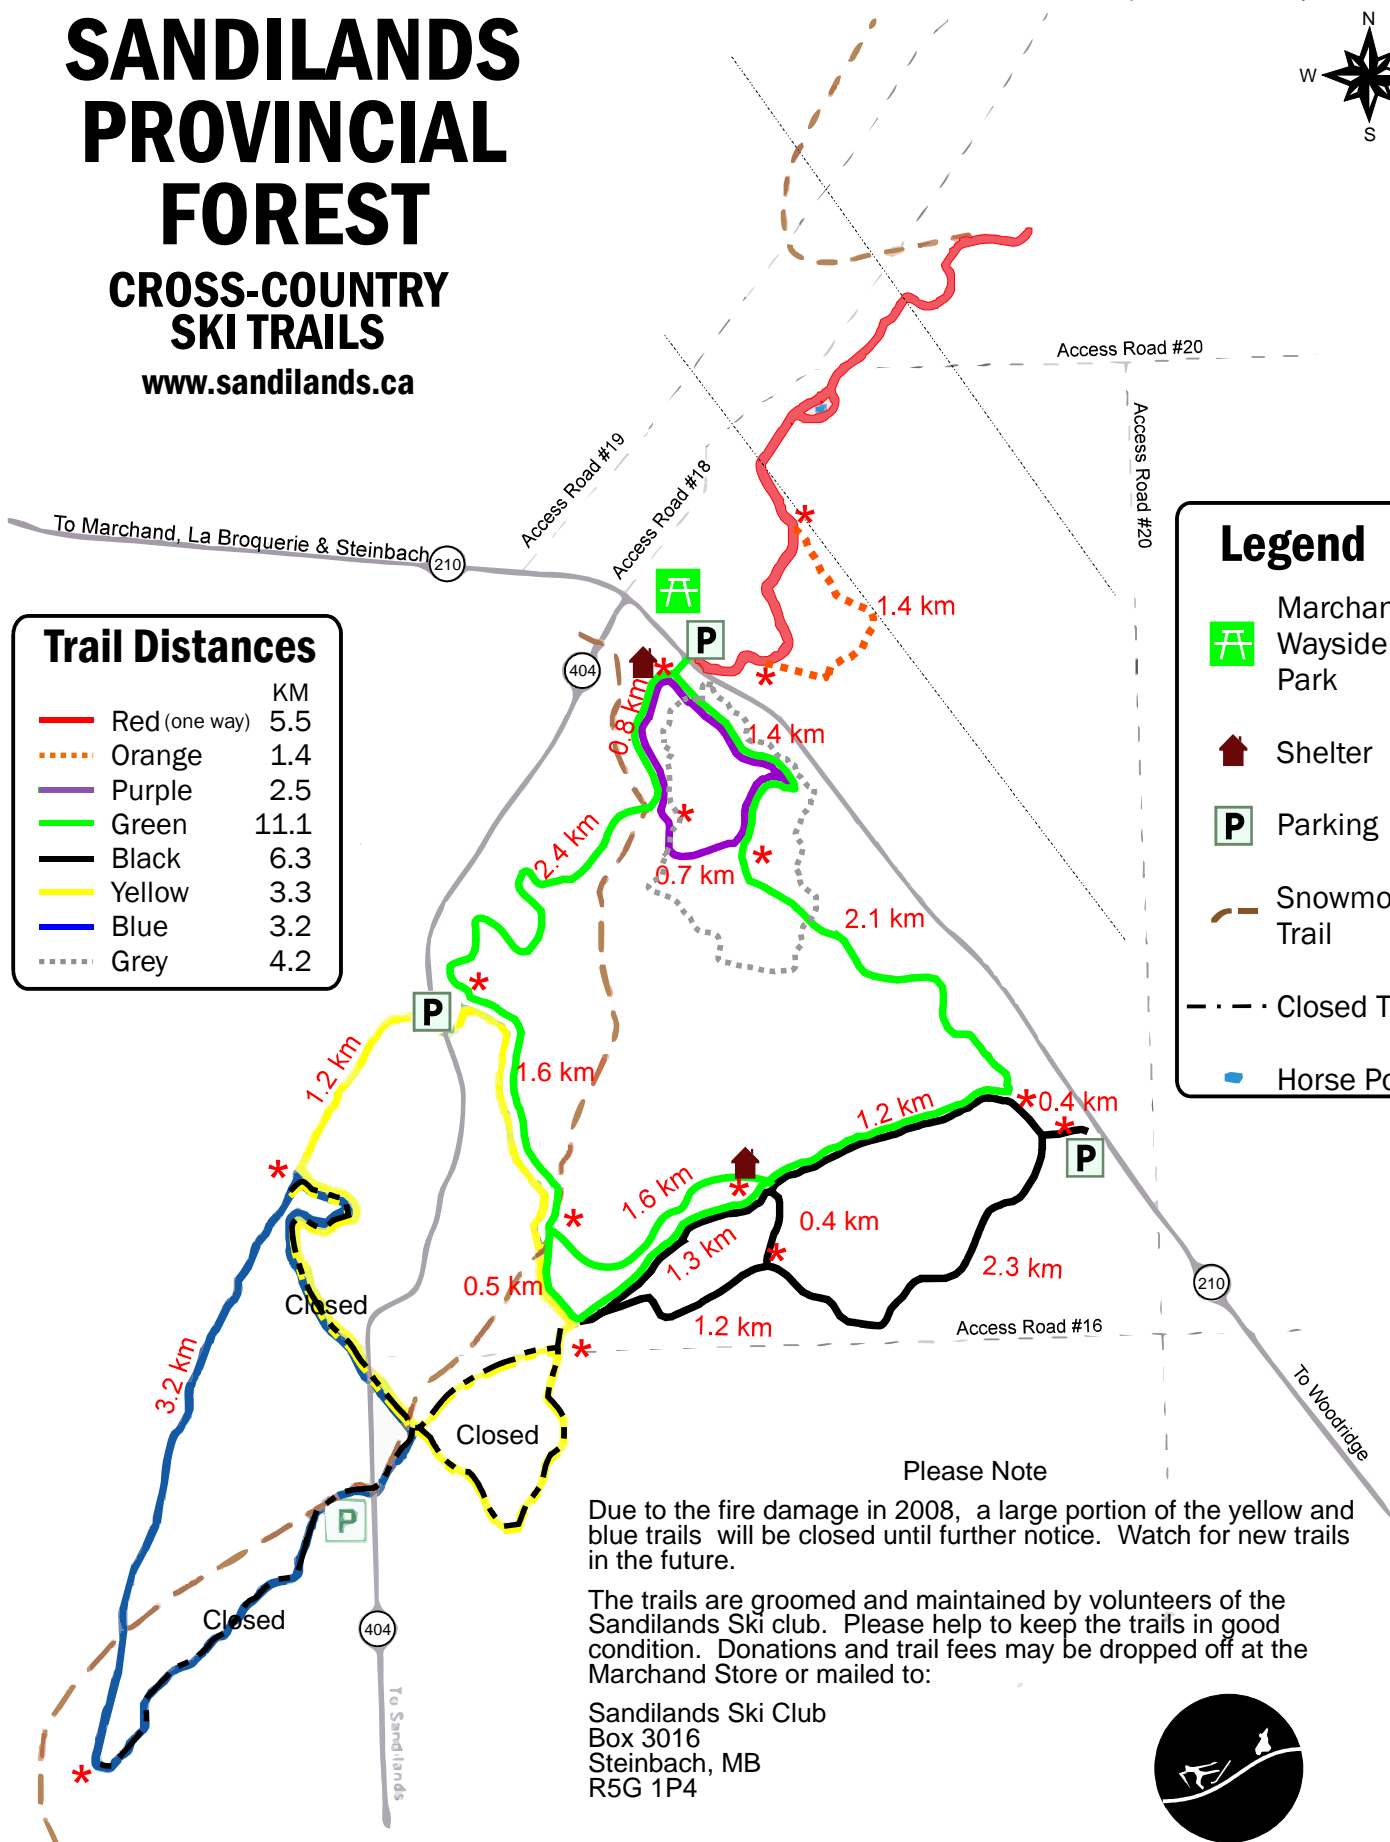 SANDILANDS
PROVINCIAL
FOREST
CROSS-COUNTRY
SKI TRAILS
www.sandilands.ca
N
W
S
Access Road #20
Access Road #20
Access Road #19
Access Road #18
To Marchand, La Broquerie & Steinbach
210
404
P
1.4 km
Trail Distances
KM
Red (one way) 5.5
Orange 1.4
Purple 2.5
Green 11.1
Black 6.3
Yellow 3.3
Blue 3.2
Grey 4.2
Legend
Marchan
Wayside
Park
Shelter
P Parking
Snowmo
Trail
Closed T
Horse Po
0.8 km
1.4 km
2.4 km
0.7 km
2.1 km
P
1.2 km
1.6 km
1.2 km
0.4 km
P
1.6 km
0.4 km
1.3 km
2.3 km
0.5 km
1.2 km
210
Closed
Access Road #16
3.2 km
To Woodridge
Closed
P
Closed
404
To Sandilands
Please Note
Due to the fire damage in 2008, a large portion of the yellow and
blue trails will be closed until further notice. Watch for new trails
in the future.
The trails are groomed and maintained by volunteers of the
Sandilands Ski club. Please help to keep the trails in good
condition. Donations and trail fees may be dropped off at the
Marchand Store or mailed to:
Sandilands Ski Club
Box 3016
Steinbach, MB
R5G 1P4